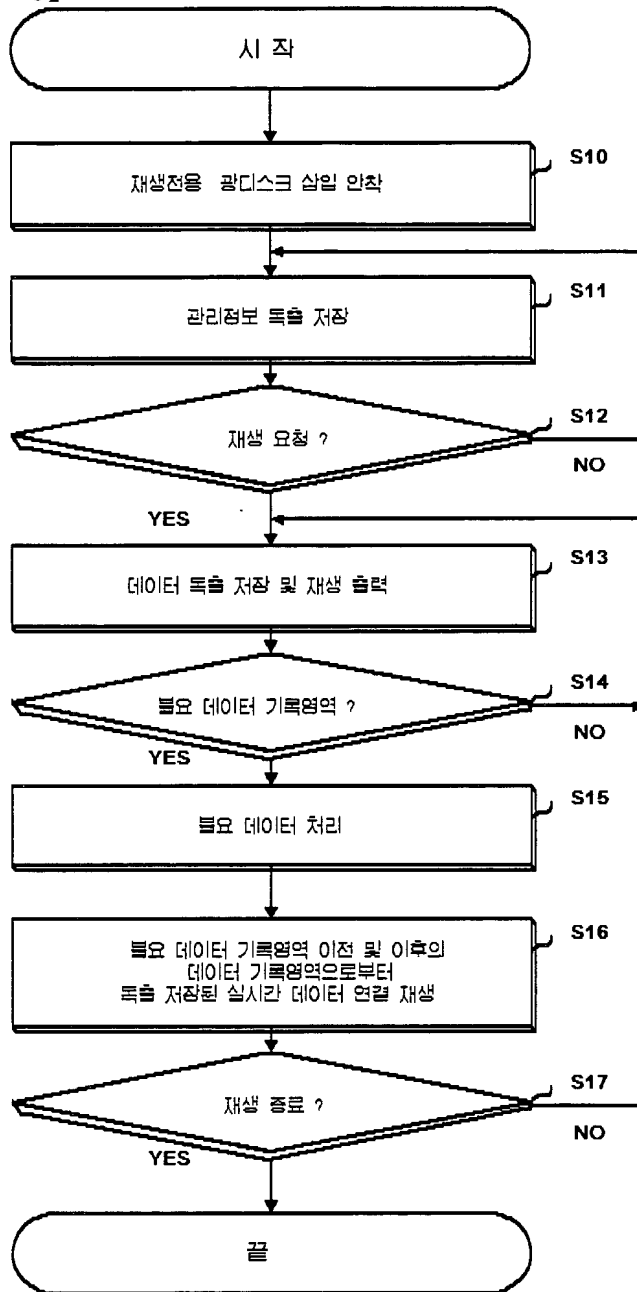 시 작
S10
재생전용 광디스크 삽입 안착
S11
관리정보 독출 저장
S12
재생 요청 ?
NO
YES
S13
데이터 독출 저장 및 재생 출력
S14
불요 데이터 기록영역 ?
NO
YES
S15
불요 데이터 처리
S16
불요 데이터 기록영역 이전 및 이후의
데이터 기록영역으로부터
독출 저장된 실시간 데이터 연결 재생
S17
재생 종료 ?
NO
YES
끝